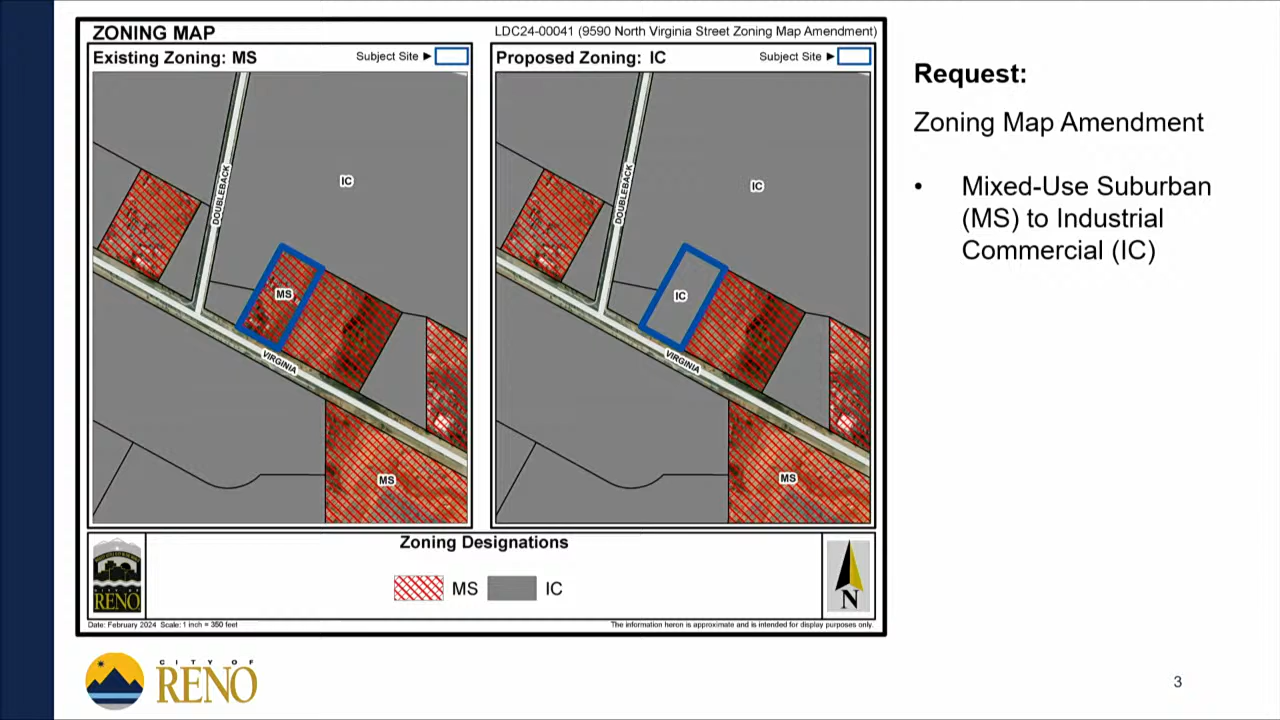 ZONING MAP
LDC24-00041 (9590 North Virginia Street Zoning Map Amendment)
Existing Zoning: MS
Subject Site
IC
DOUBLEBACK
MS
VIRGINIA
MS
Proposed Zoning: IC
Subject Site
IC
DOUBLEBACK
IC
VIRGINIA
MS
Zoning Designations
MS
IC
CITY OF
RENO
N
Date: February 2024 Scale: 1 inch = 350 feet
The information hereon is approximate and is intended for display purposes only.
Request:
Zoning Map Amendment
• Mixed-Use Suburban
(MS) to Industrial
Commercial (IC)
CITY OF
RENO
3